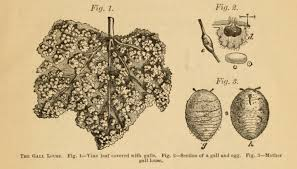 Fig. 1.
Fig. 2.
d
Fig. 3.
g
h
THE GALL LOUSE. Fig. 1—Vine leaf covered with galls. Fig. 2—Section of a gall and egg. Fig. 3—Mother
gall louse.